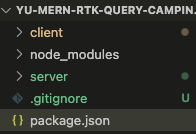 YU-MERN-RTK-QUERY-CAMPIN.
client
node_modules
server
.gitignore U
package.json